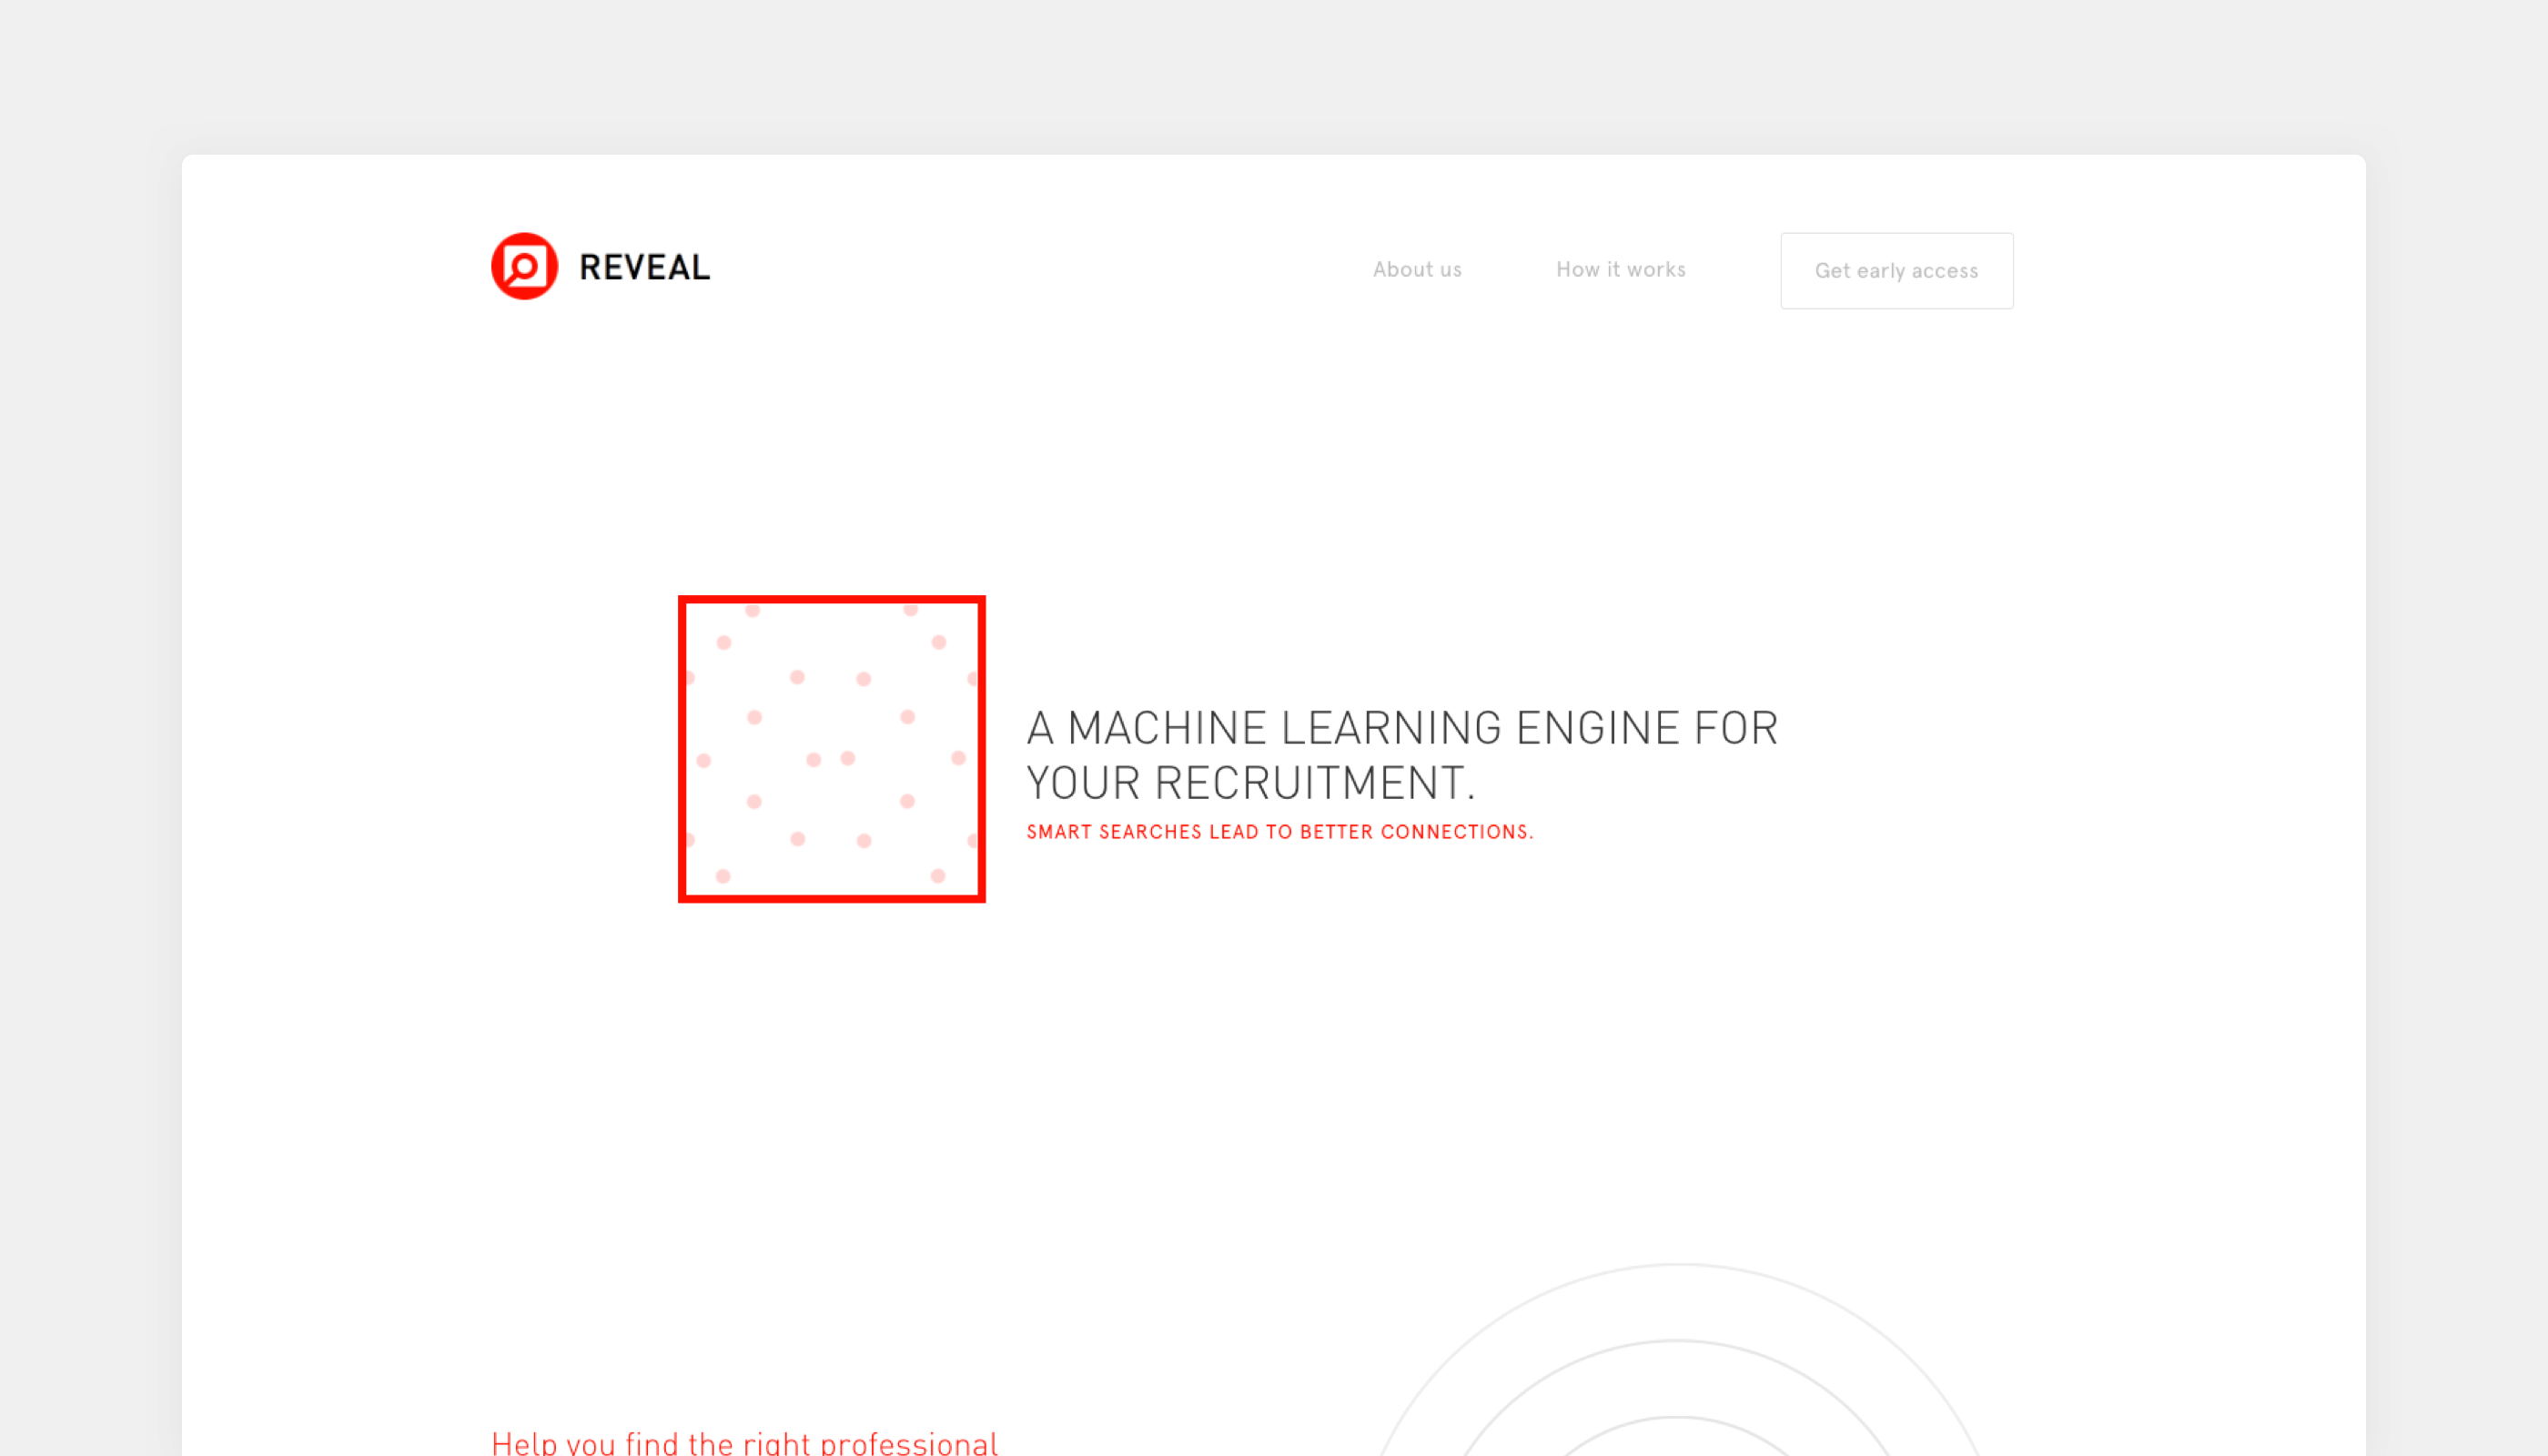 REVEAL
About us
How it works
Get early access
A MACHINE LEARNING ENGINE FOR
YOUR RECRUITMENT.
SMART SEARCHES LEAD TO BETTER CONNECTIONS.
Help you find the right professional